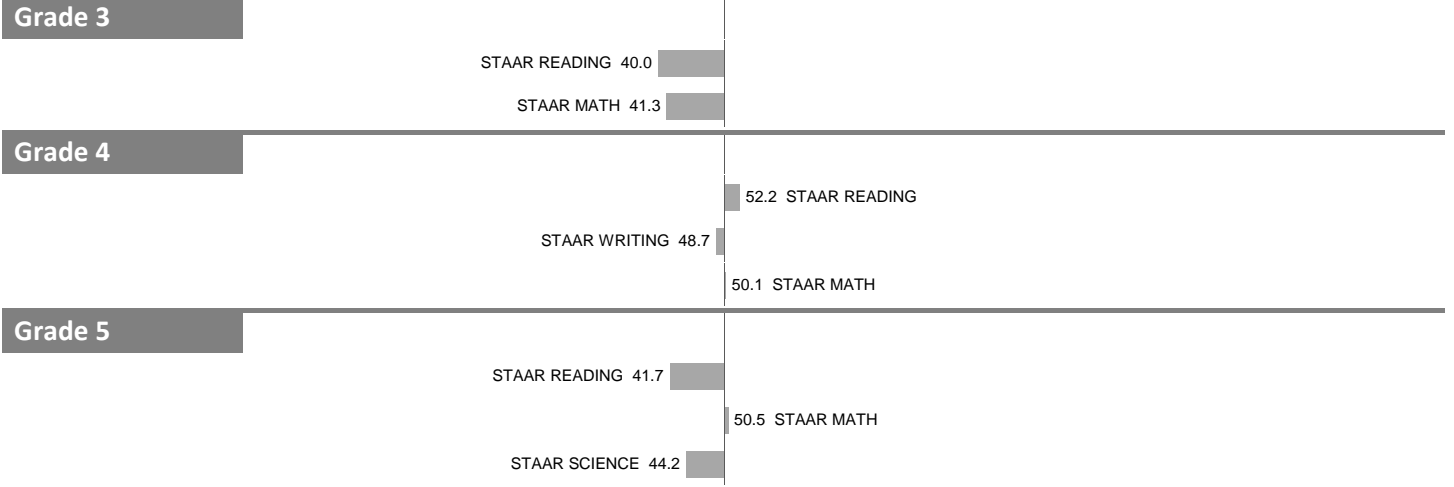 Grade 3
STAAR READING 40.0
STAAR MATH 41.3
Grade 4
52.2 STAAR READING
STAAR WRITING 48.7
50.1 STAAR MATH
Grade 5
STAAR READING 41.7
50.5 STAAR MATH
STAAR SCIENCE 44.2